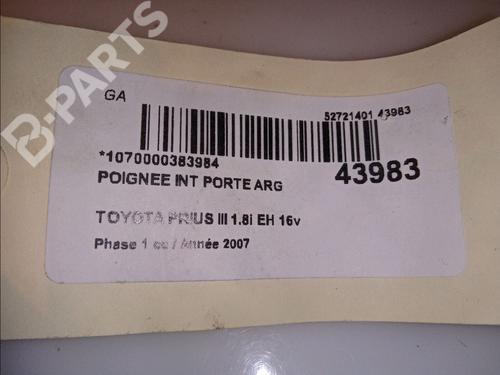 B-PARTS
GA
52721401 43983
*1070000383984
43983
POIGNEE INT PORTE ARG
TOYOTA PRIUS III 1.8i EH 16v
Phase 1 cc / Année 2007